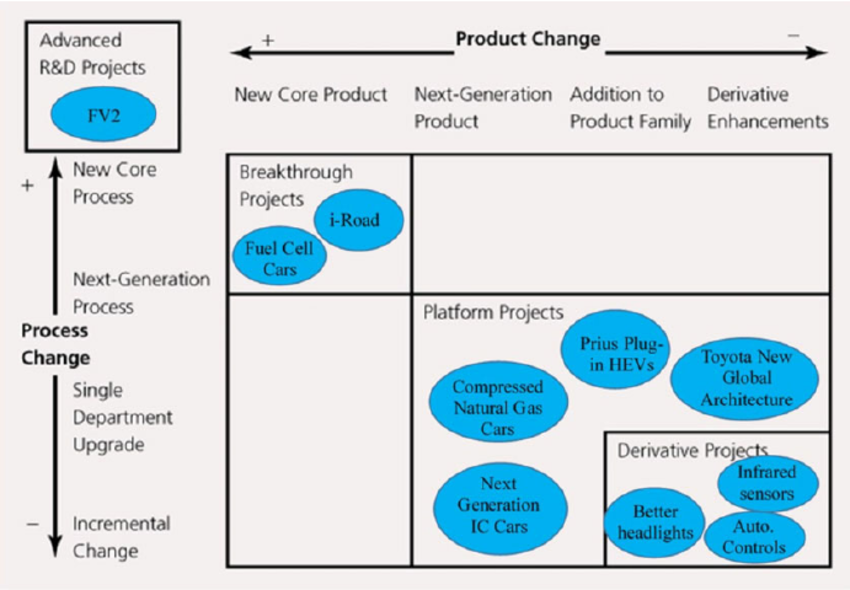 Advanced
R&D Projects
FV2
+
Product Change
−
New Core Product
Next-Generation
Product
Addition to
Product Family
Derivative
Enhancements
+
New Core
Process
Next-Generation
Process
Process
Change
Single
Department
Upgrade
−
Incremental
Change
Breakthrough
Projects
i-Road
Fuel Cell
Cars
Platform Projects
Prius Plug-
in HEVs
Toyota New
Global
Architecture
Compressed
Natural Gas
Cars
Next
Generation
IC Cars
Derivative Projects
Infrared
sensors
Better
headlights
Auto.
Controls